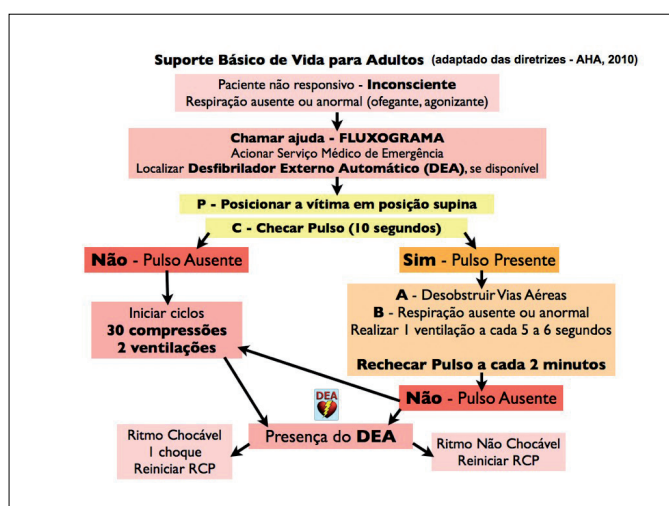 Suporte Básico de Vida para Adultos (adaptado das diretrizes - AHA, 2010)
Paciente não responsivo - Inconsciente
Respiração ausente ou anormal (ofegante, agonizante)
Chamar ajuda - FLUXOGRAMA
Acionar Serviço Médico de Emergência
Localizar Desfibrilador Externo Automático (DEA), se disponível
P - Posicionar a vítima em posição supina
C - Checar Pulso (10 segundos)
Não - Pulso Ausente
Sim - Pulso Presente
Iniciar ciclos
30 compressões
2 ventilações
A - Desobstruir Vias Aéreas
B - Respiração ausente ou anormal
Realizar 1 ventilação a cada 5 a 6 segundos
Rechecar Pulso a cada 2 minutos
Não - Pulso Ausente
DEA
Presença do DEA
Ritmo Chocável
1 choque
Reiniciar RCP
Ritmo Não Chocável
Reiniciar RCP